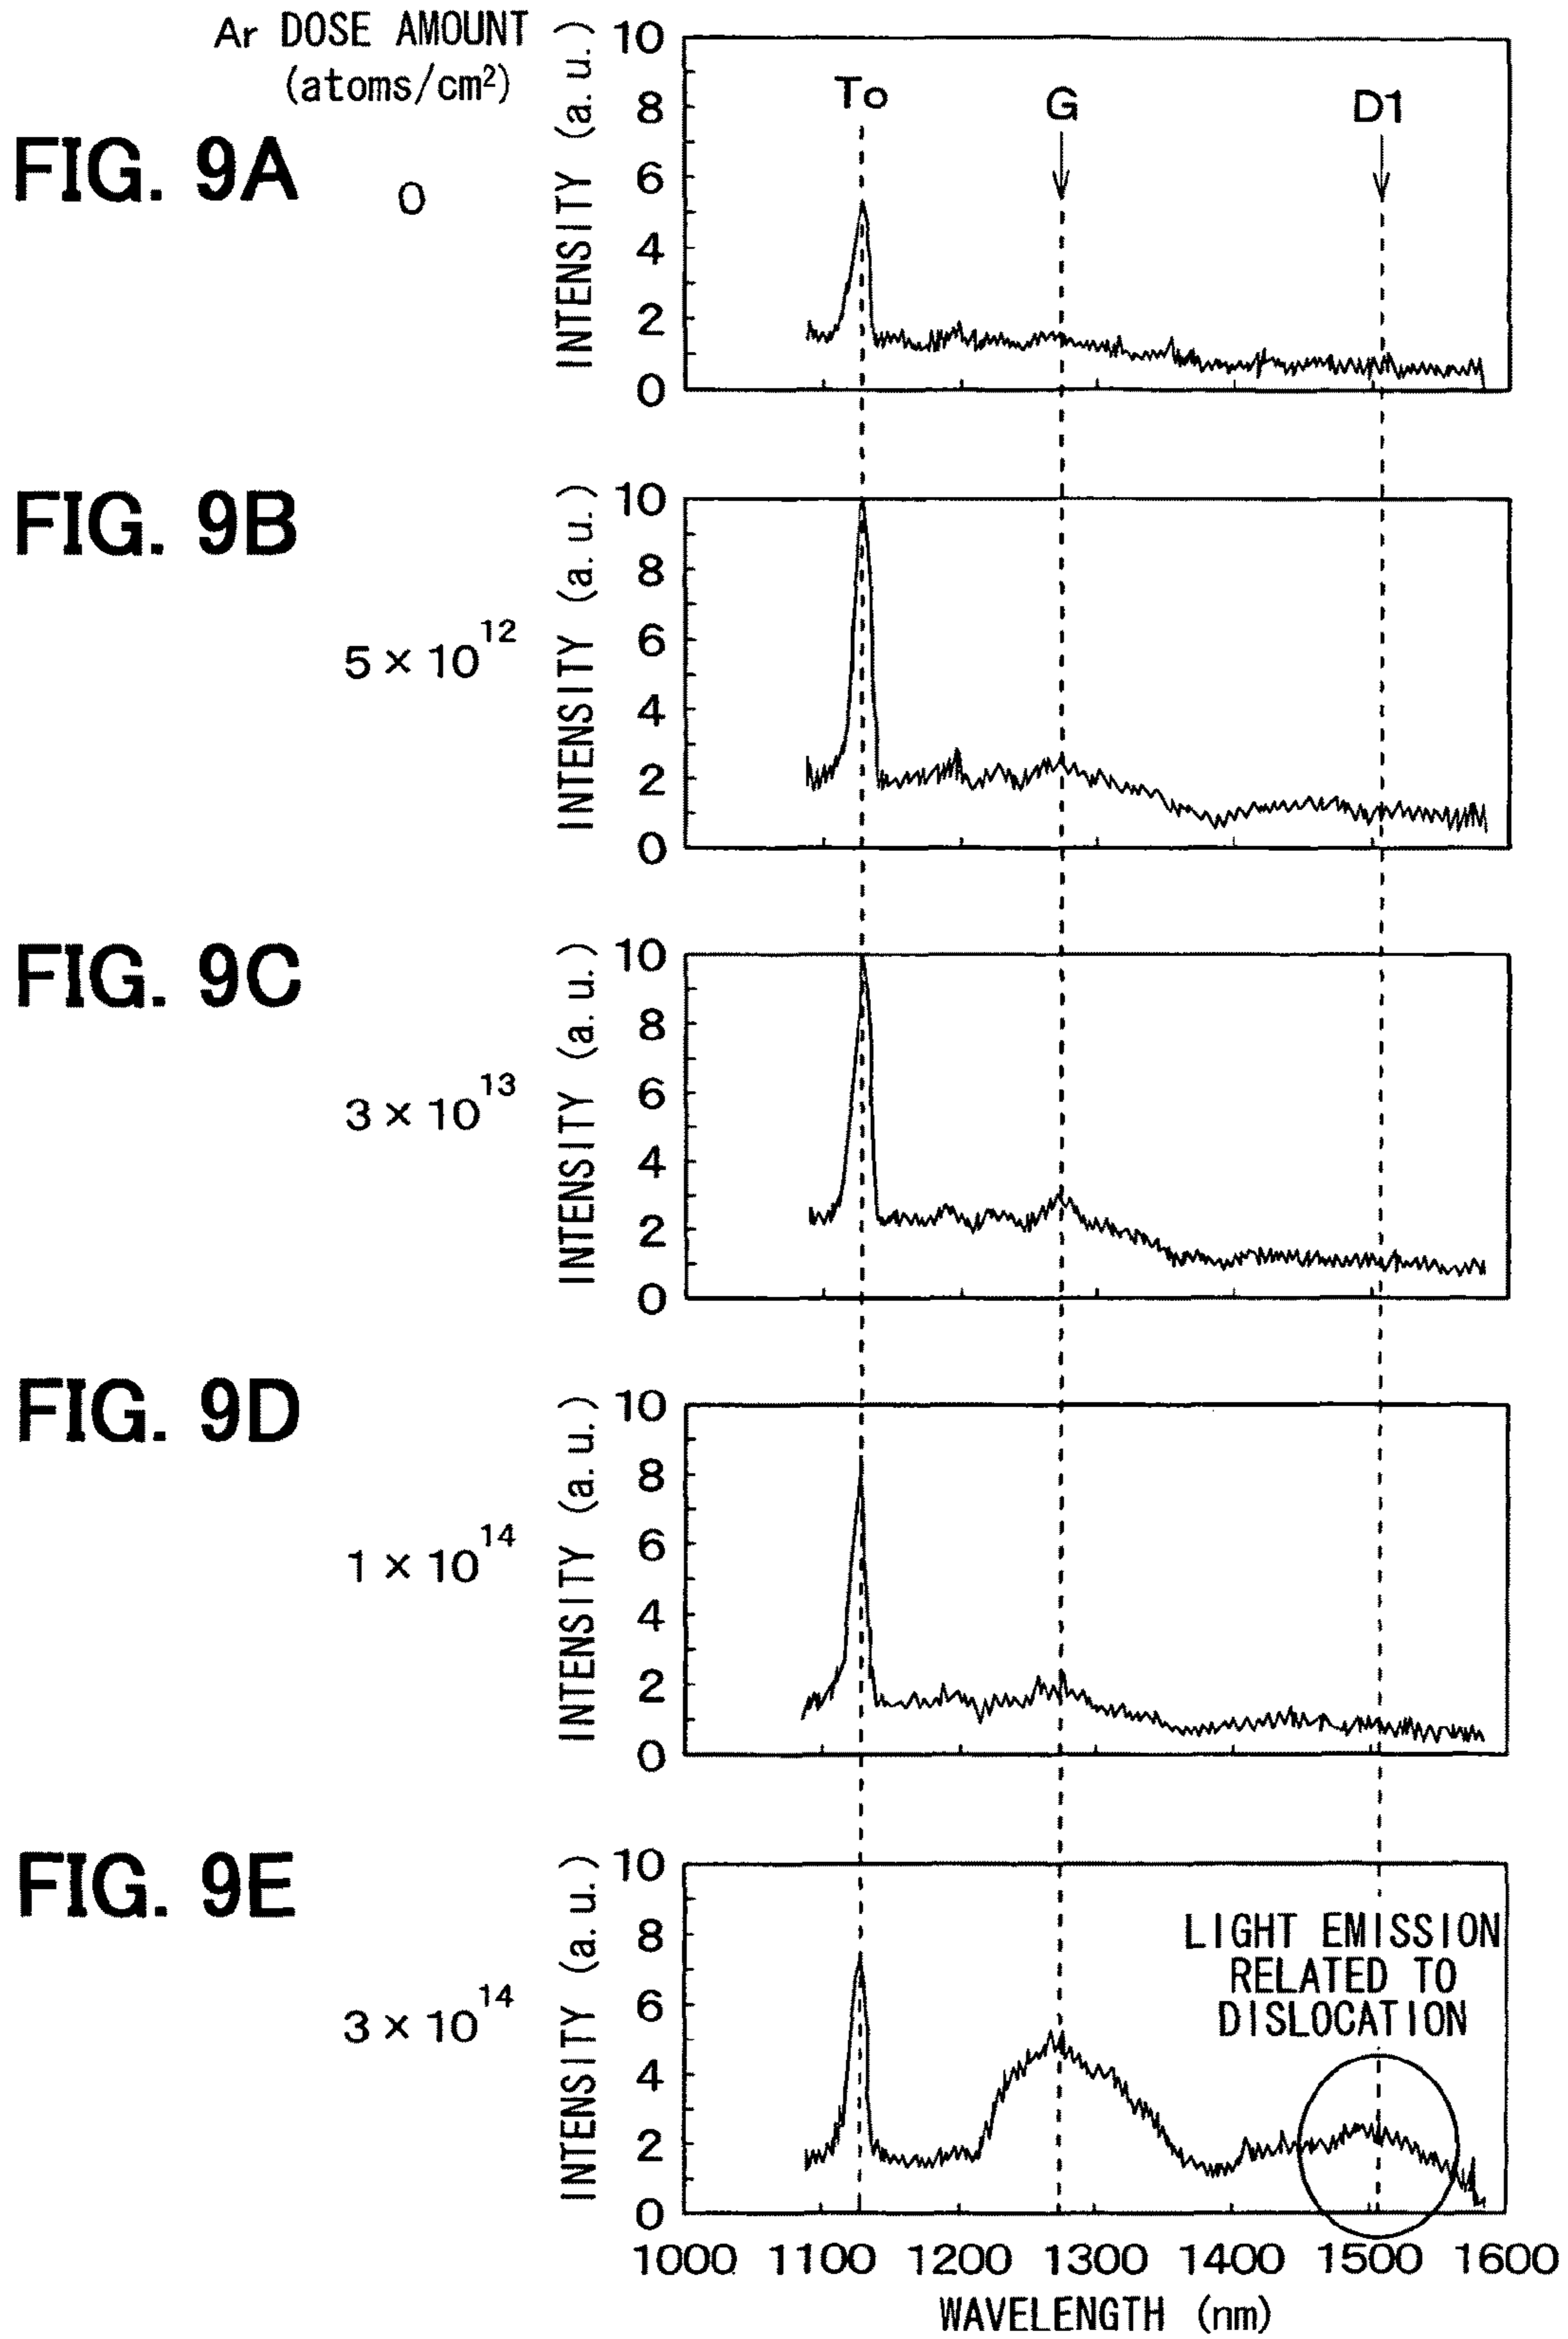 Ar DOSE AMOUNT
(atoms/cm²)
FIG. 9A
0
INTENSITY (a. u.)
10
8
6
4
2
0
To
G
D1
FIG. 9B
5 × 10¹²
INTENSITY (a. u.)
10
8
6
4
2
0
FIG. 9C
3 × 10¹³
INTENSITY (a. u.)
10
8
6
4
2
0
FIG. 9D
1 × 10¹⁴
INTENSITY (a. u.)
10
8
6
4
2
0
FIG. 9E
3 × 10¹⁴
INTENSITY (a. u.)
10
8
6
4
2
0
LIGHT EMISSION
RELATED TO
DISLOCATION
1000 1100 1200 1300 1400 1500 1600
WAVELENGTH (nm)